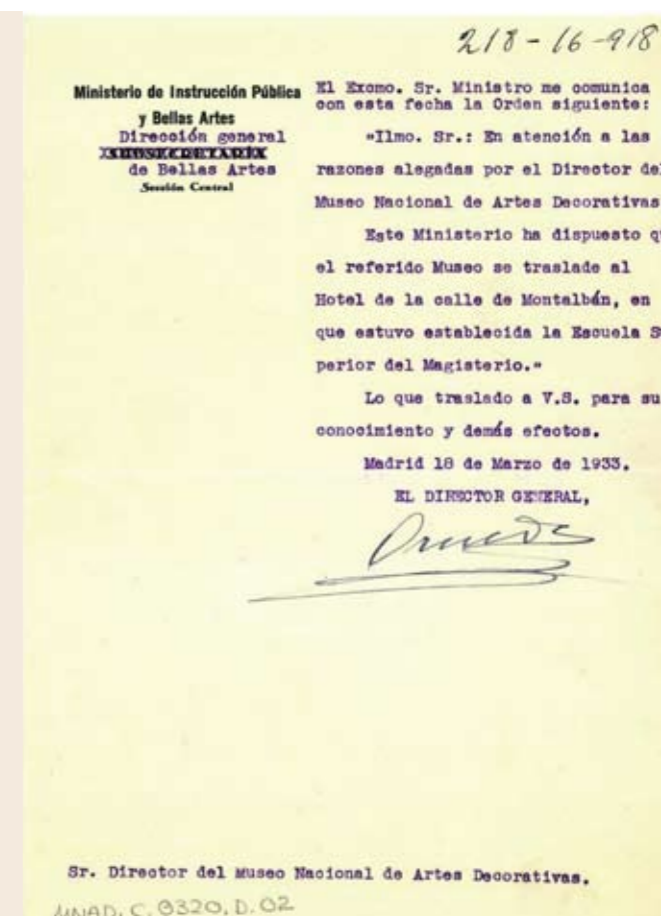 218-16-918
Ministerio de Instrucción Pública
y Bellas Artes
Dirección general
XSUBSECRETARÍA
de Bellas Artes
Sección Central
El Excmo. Sr. Ministro me comunica
con esta fecha la Orden siguiente:
"Ilmo. Sr.: En atención a las
razones alegadas por el Director del
Museo Nacional de Artes Decorativas
Este Ministerio ha dispuesto qu
el referido Museo se traslade al
Hotel de la calle de Montalbán, en
que estuvo establecida la Escuela S
perior del Magisterio."
Lo que traslado a V.S. para su
conocimiento y demás efectos.
Madrid 18 de Marzo de 1933.
EL DIRECTOR GENERAL,
Sr. Director del Museo Nacional de Artes Decorativas.
MNAD, C. 0320, D. 02